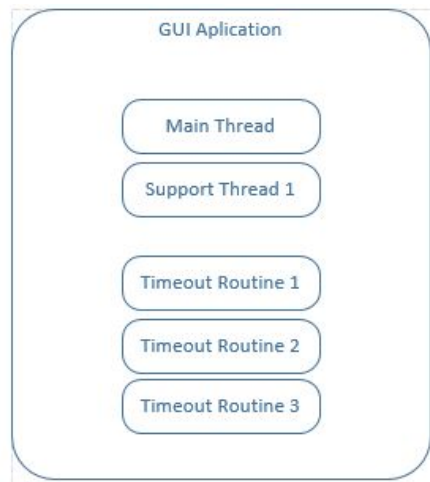 GUI Aplication
Main Thread
Support Thread 1
Timeout Routine 1
Timeout Routine 2
Timeout Routine 3